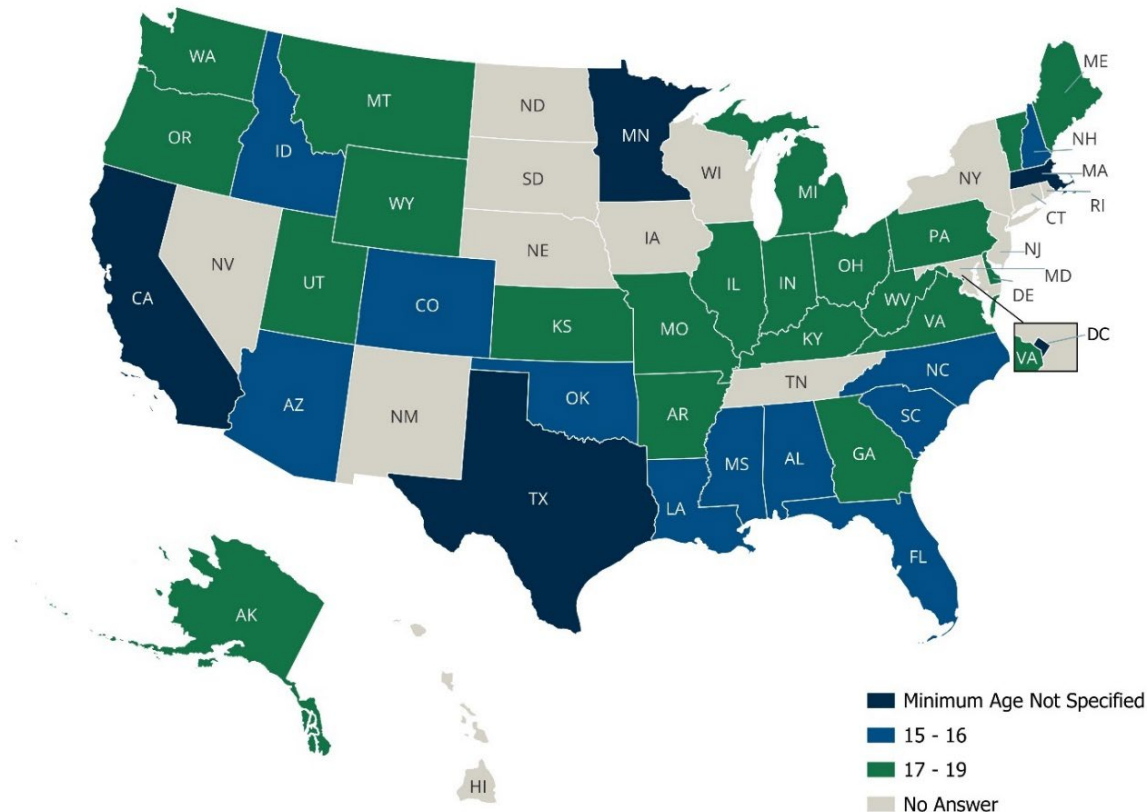 WA
MT
ND
MN
ME
OR
ID
SD
WI
MI
NY
NH
MA
RI
CT
WY
NE
IA
PA
NJ
NV
UT
CO
IL
IN
OH
MD
DE
CA
KS
MO
WV
VA
KY
DC
VA
AZ
NM
OK
AR
TN
NC
SC
MS
AL
GA
TX
LA
FL
AK
HI
Minimum Age Not Specified
15 - 16
17 - 19
No Answer